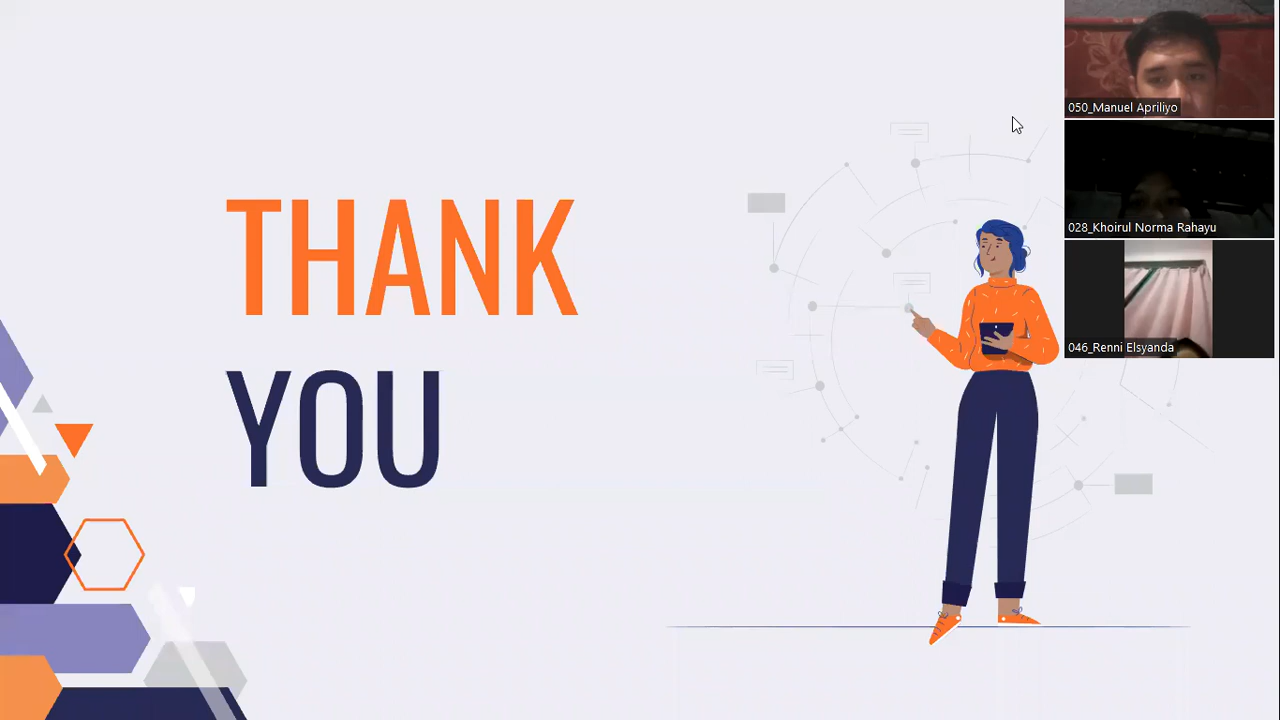 THANK
YOU
050_Manuel Apriliyo
028_Khoirul Norma Rahayu
046_Renni Elsyanda